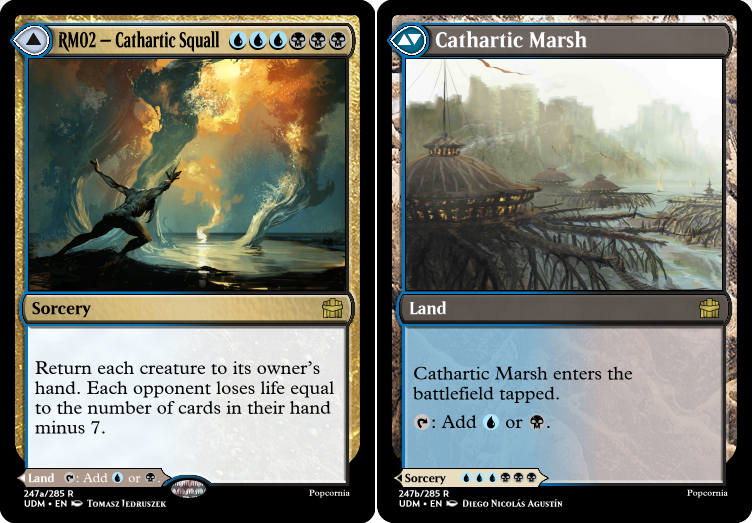 RM02 – Cathartic Squall
Sorcery
Return each creature to its owner's
hand. Each opponent loses life equal
to the number of cards in their hand
minus 7.
Land : Add or .
247a/285 R
Popcornia
UDM • EN Tomasz Jedruszek
Cathartic Marsh
Land
Cathartic Marsh enters the
battlefield tapped.
: Add or .
Sorcery
247b/285 R
Popcornia
UDM • EN Diego Nicolás Agustín